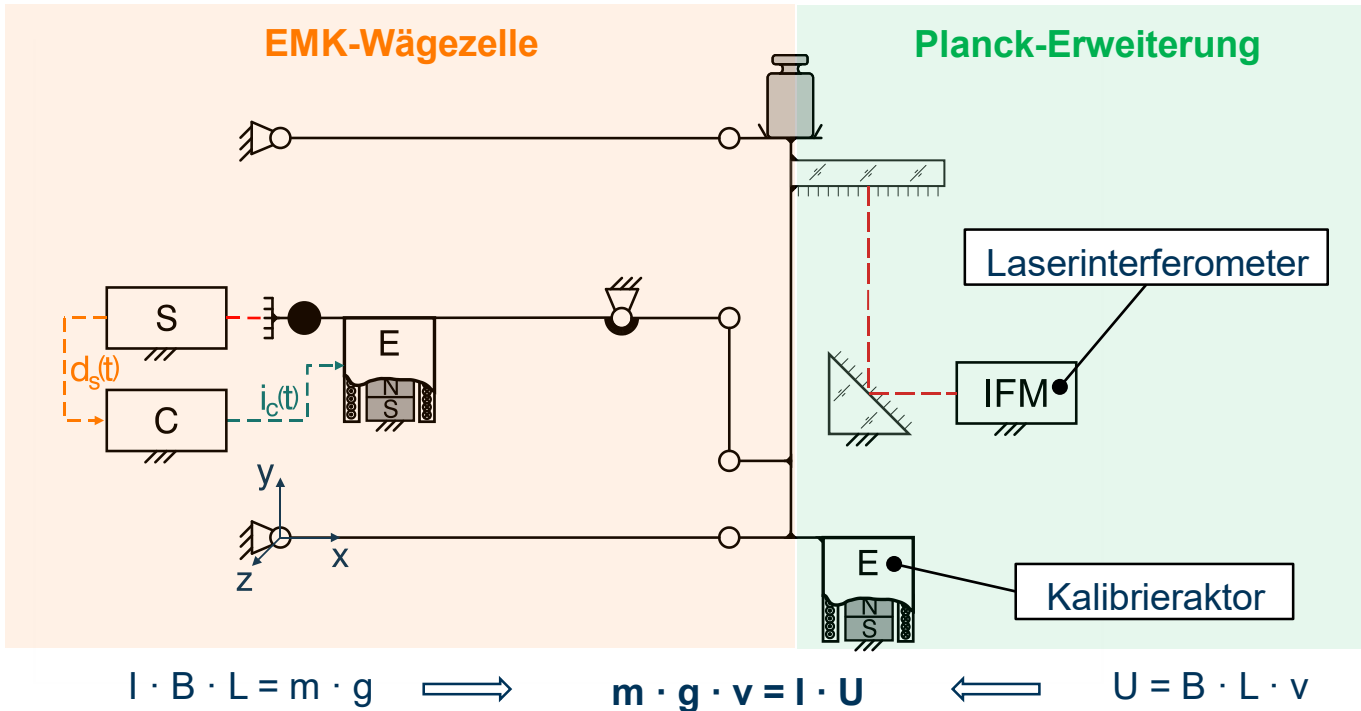 EMK-Wägezelle
Planck-Erweiterung
Laserinterferometer
S
E
d_s(t)
i_c(t)
N
S
C
IFM
y
x
z
E
N
S
Kalibrieraktor
I · B · L = m · g
m · g · v = I · U
U = B · L · v